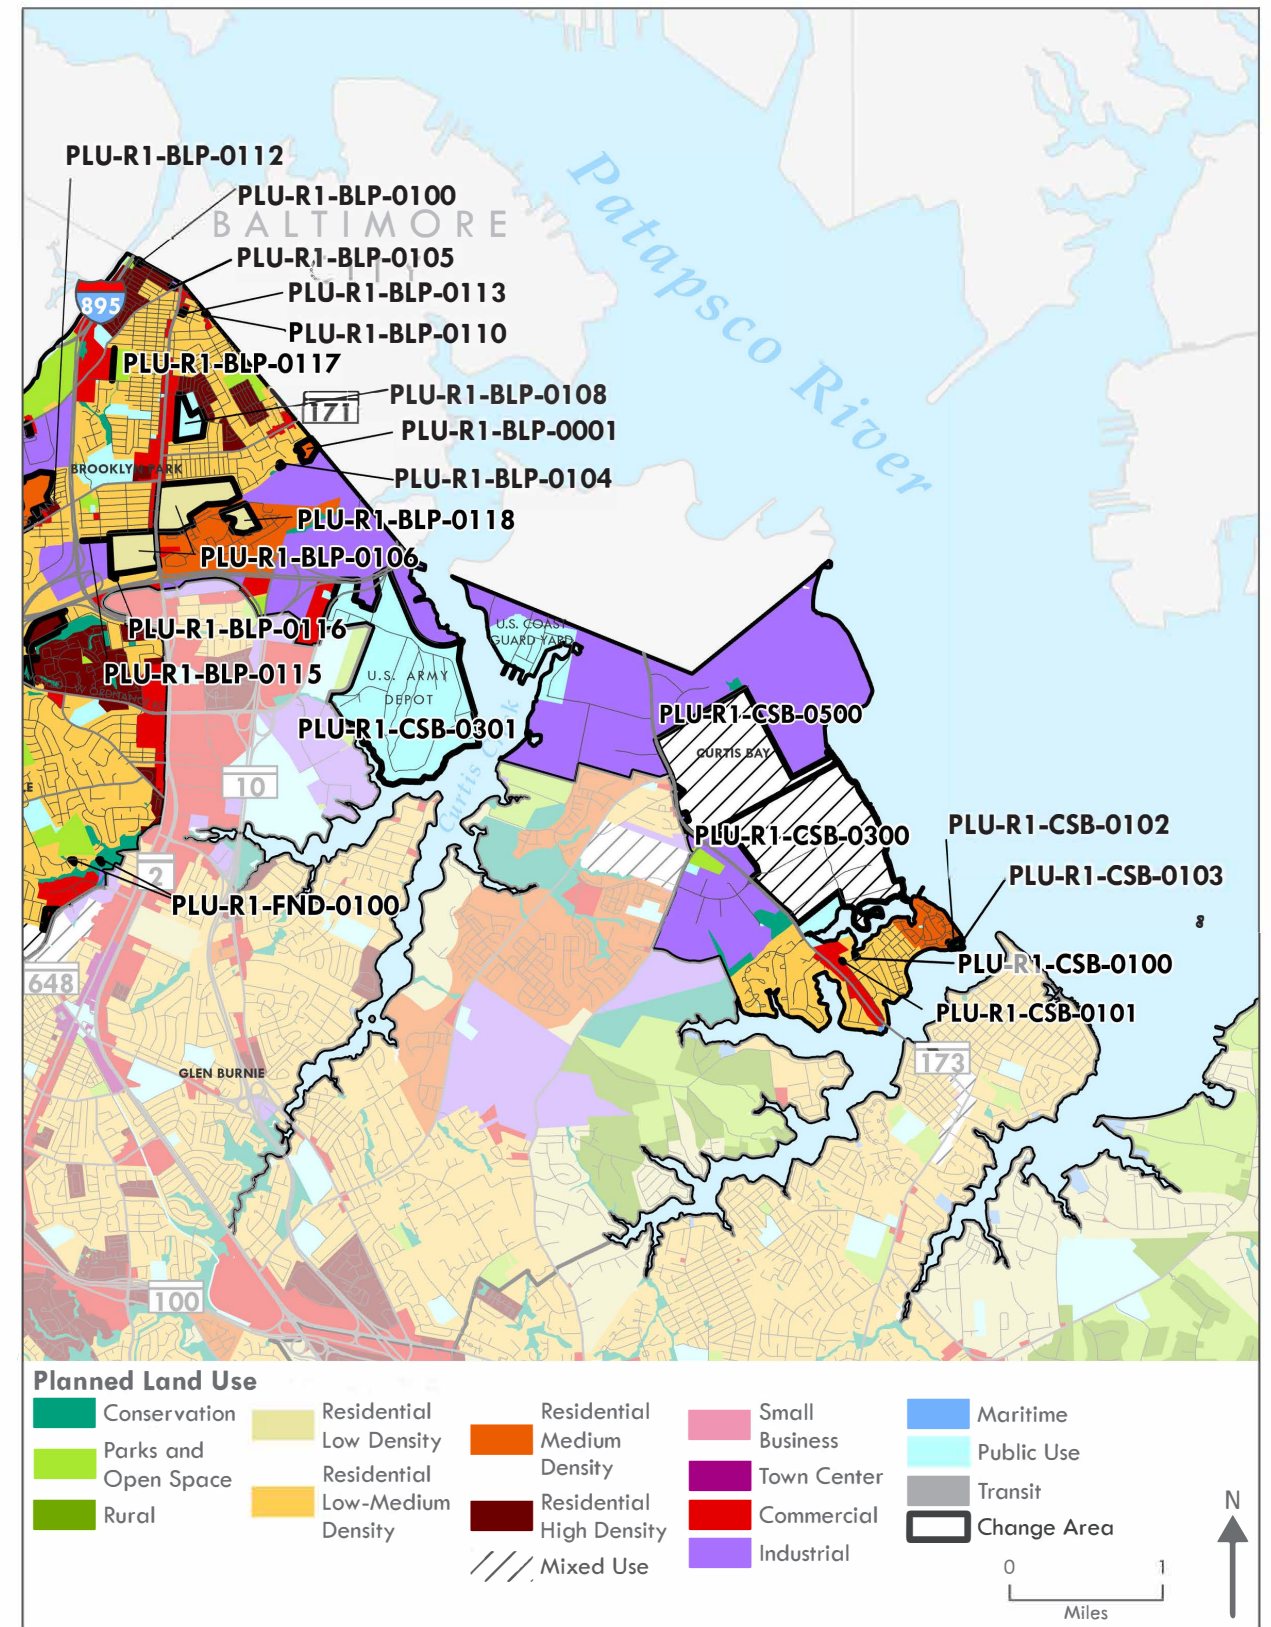 PLU-R1-BLP-0112
PLU-R1-BLP-0100
BALTIMORE
CITY
PLU-R1-BLP-0105
PLU-R1-BLP-0113
895
PLU-R1-BLP-0110
PLU-R1-BLP-0117
Patapsco River
PLU-R1-BLP-0108
171
PLU-R1-BLP-0001
BROOKLYN PARK
PLU-R1-BLP-0104
PLU-R1-BLP-0118
PLU-R1-BLP-0106
U.S. COAST
GUARD YARD
PLU-R1-BLP-0116
PLU-R1-BLP-0115
U.S. ARMY
DEPOT
PLU-R1-CSB-0301
PLU-R1-CSB-0500
CURTIS BAY
Curtis Creek
10
E
PLU-R1-CSB-0300
PLU-R1-CSB-0102
2
PLU-R1-CSB-0103
PLU-R1-FND-0100
PLU-R1-CSB-0100
648
PLU-R1-CSB-0101
173
GLEN BURNIE
100
Planned Land Use
Conservation
Parks and
Open Space
Rural
Residential
Low Density
Residential
Low-Medium
Density
Residential
Medium
Density
Residential
High Density
Mixed Use
Small
Business
Town Center
Commercial
Industrial
Maritime
Public Use
Transit
Change Area
N
0 1
Miles